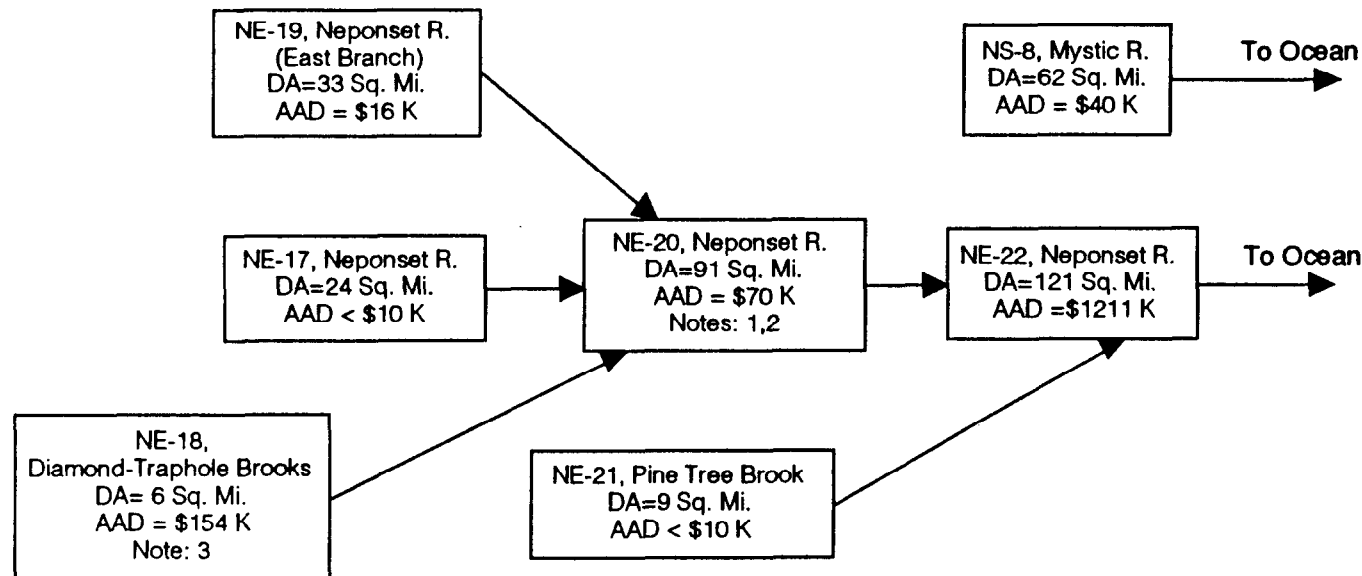 NE-19, Neponset R.
(East Branch)
DA=33 Sq. Mi.
AAD = $16 K
NS-8, Mystic R.
DA=62 Sq. Mi.
AAD = $40 K
To Ocean
NE-17, Neponset R.
DA=24 Sq. Mi.
AAD < $10 K
NE-20, Neponset R.
DA=91 Sq. Mi.
AAD = $70 K
Notes: 1,2
NE-22, Neponset R.
DA=121 Sq. Mi.
AAD =$1211 K
To Ocean
NE-18,
Diamond-Traphole Brooks
DA= 6 Sq. Mi.
AAD = $154 K
Note: 3
NE-21, Pine Tree Brook
DA=9 Sq. Mi.
AAD < $10 K